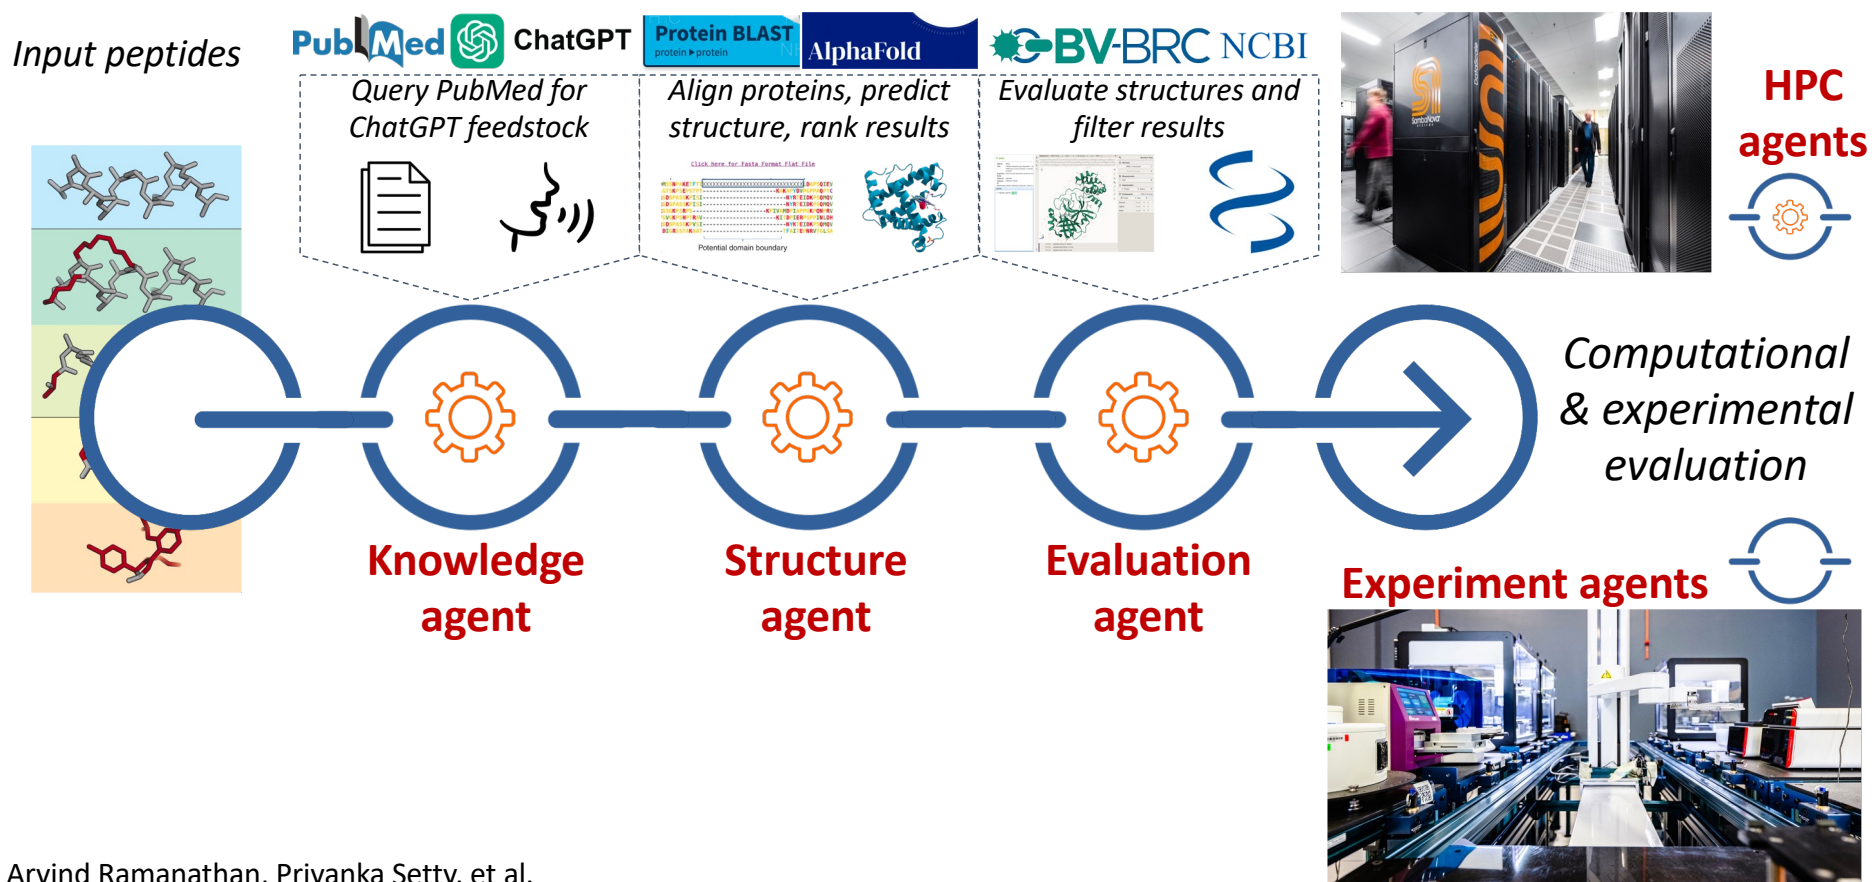 Input peptides
PubMed
ChatGPT
Protein BLAST
protein ▸ protein
AlphaFold
BV-BRC
NCBI
Query PubMed for
ChatGPT feedstock
Align proteins, predict
structure, rank results
Evaluate structures and
filter results
Click here for Fasta Format Flat File
Potential domain boundary
SambaNova
SYSTEMS
HPC
agents
Computational
& experimental
evaluation
Knowledge
agent
Structure
agent
Evaluation
agent
Experiment agents
Arvind Ramanathan, Priyanka Setty, et al.